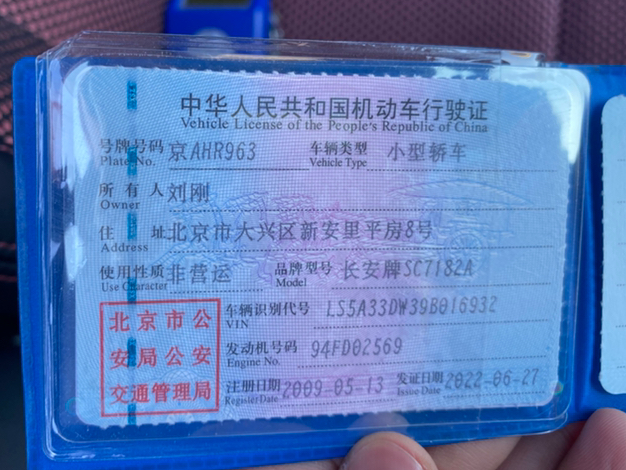 中华人民共和国机动车行驶证
Vehicle License of the People's Republic of China
号牌号码 京AHR963 车辆类型 小型轿车
Plate No. Vehicle Type
所有人 刘刚
Owner
住址 北京市大兴区新安里平房8号
Address
使用性质 非营运 品牌型号 长安牌SC7182A
Use Character Model
北京市公
安局公安
交通管理局
车辆识别代号 LS5A33DW39B016932
VIN
发动机号码 94FD02569
Engine No.
注册日期 2009-05-13 发证日期 2022-06-27
Register Date Issue Date